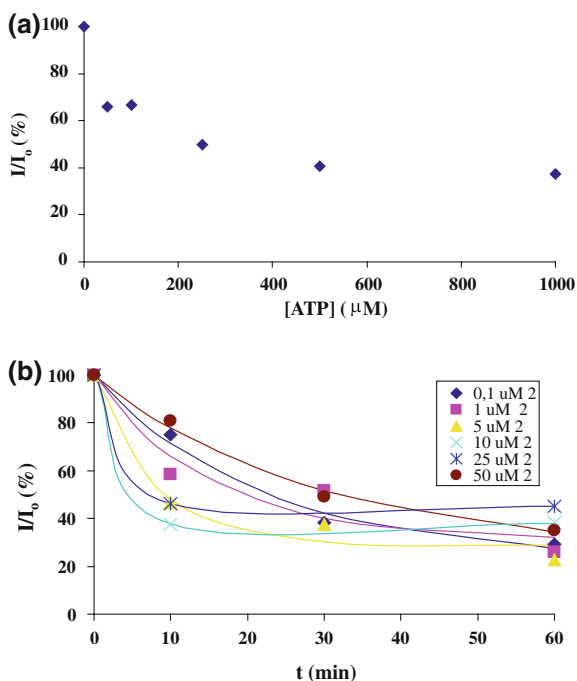 (a)
100
80
60
40
20
0
I/Io (%)
0 200 400 600 800 1000
[ATP] (μM)
(b)
100
80
60
40
20
0
I/Io (%)
0,1 uM 2
1 uM 2
5 uM 2
10 uM 2
25 uM 2
50 uM 2
0 10 20 30 40 50 60
t (min)